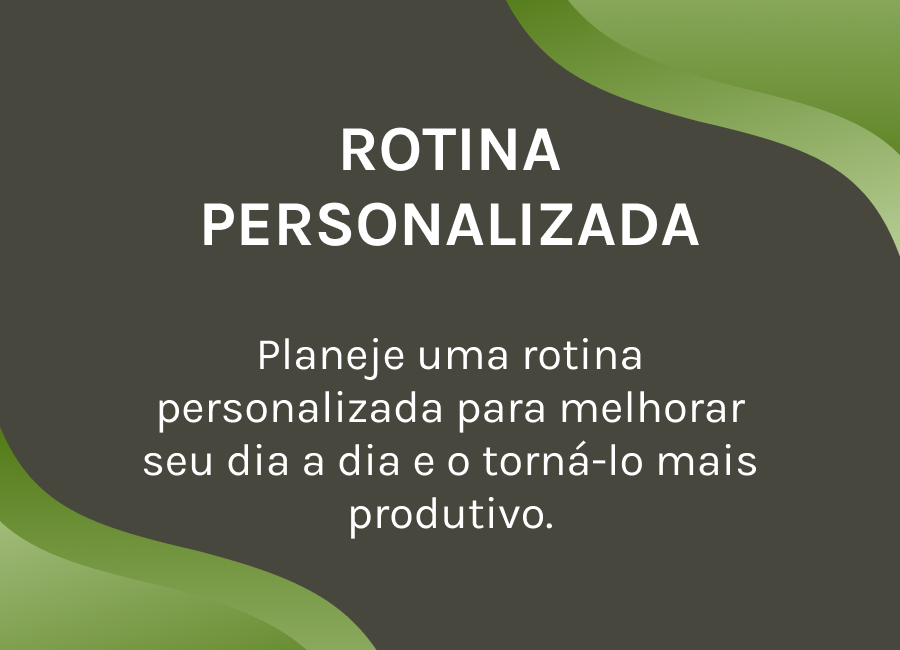 ROTINA
PERSONALIZADA
Planeje uma rotina
personalizada para melhorar
seu dia a dia e o torná-lo mais
produtivo.